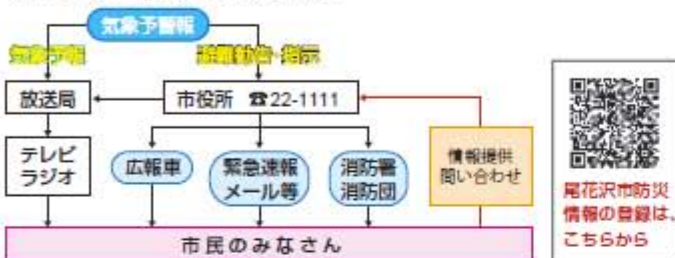 気象予警報
気象予報
避難勧告・指示
放送局
市役所 ☎22-1111
テレビ
ラジオ
広報車
緊急速報
メール等
消防署
消防団
情報提供
問い合わせ
市民のみなさん
尾花沢市防災
情報の登録は、
こちらから